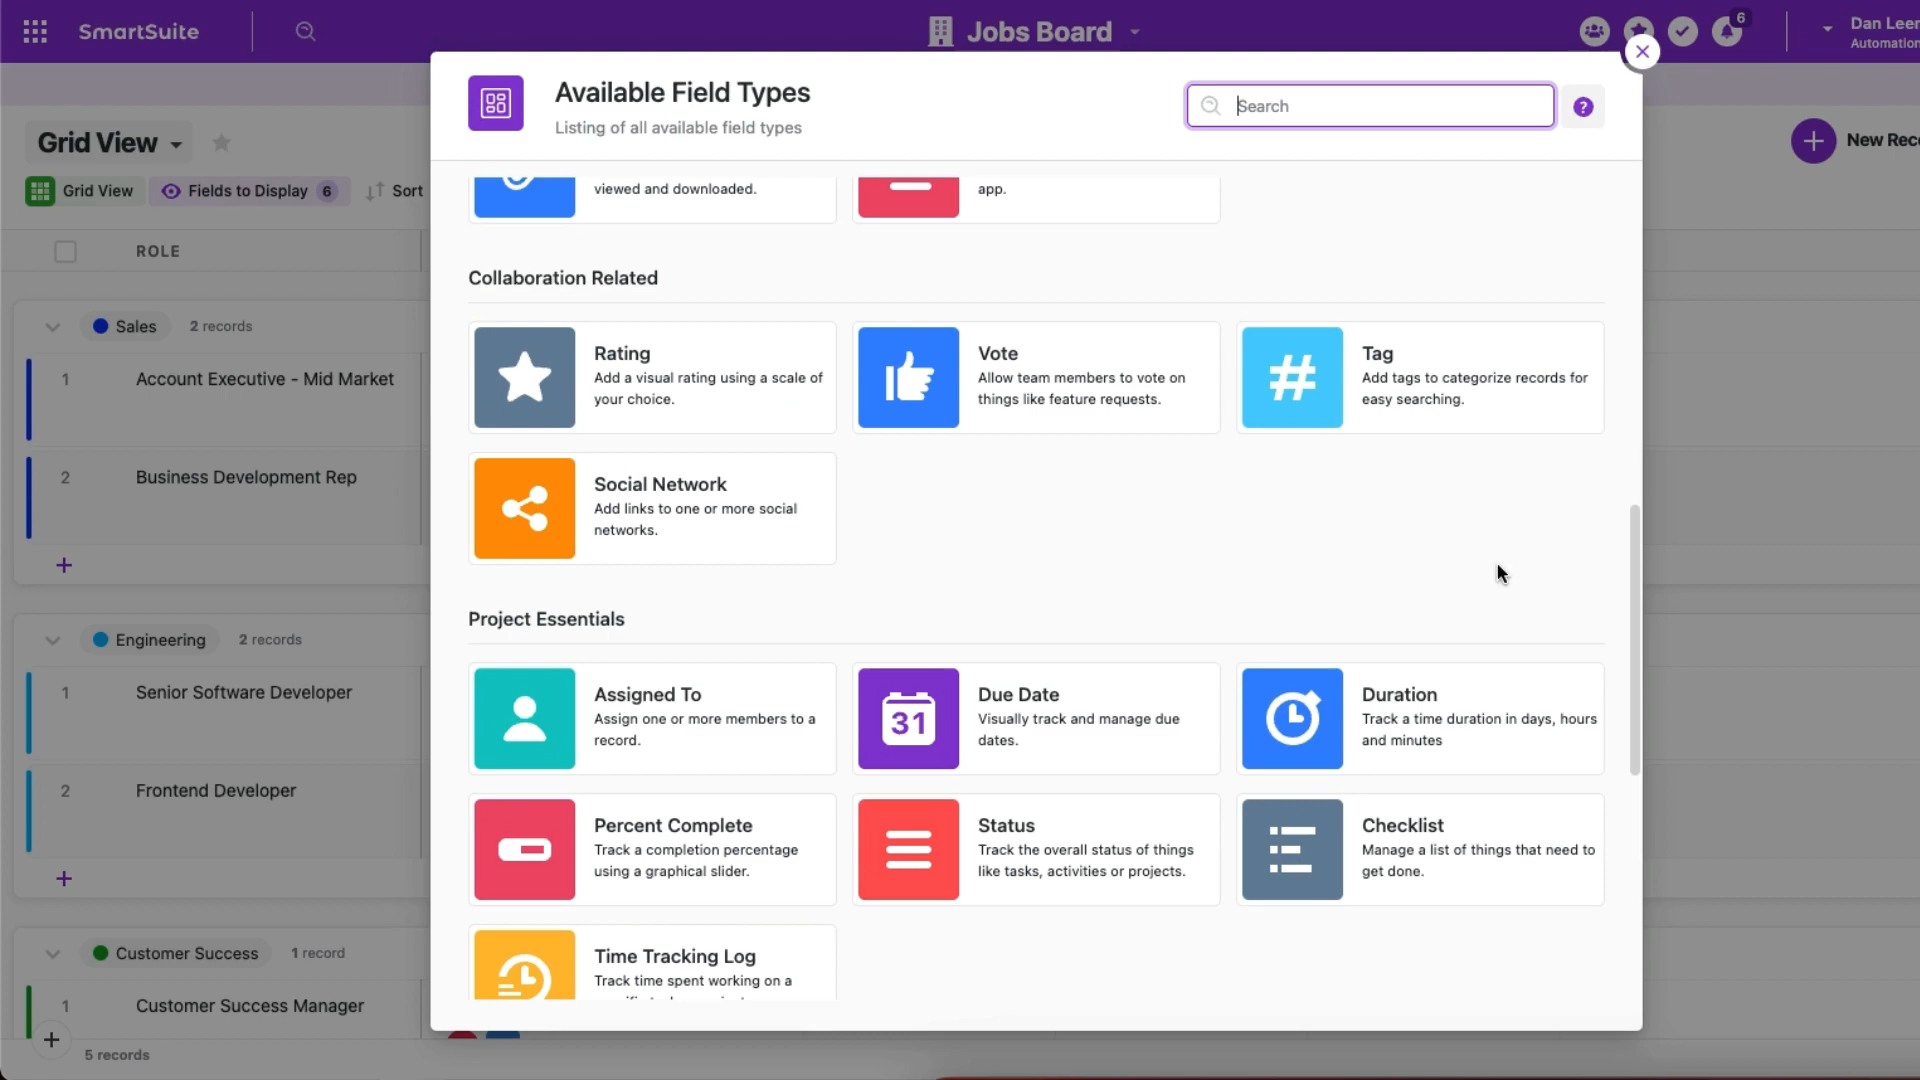 SmartSuite
Jobs Board
6
Dan Leer
Automation
Available Field Types
Listing of all available field types
Search
?
Grid View
Grid View
Fields to Display 6
Sort
New Reco
ROLE
viewed and downloaded.
app.
Collaboration Related
Rating
Add a visual rating using a scale of
your choice.
Vote
Allow team members to vote on
things like feature requests.
Tag
Add tags to categorize records for
easy searching.
Social Network
Add links to one or more social
networks.
Project Essentials
Assigned To
Assign one or more members to a
record.
31
Due Date
Visually track and manage due
dates.
Duration
Track a time duration in days, hours
and minutes
Percent Complete
Track a completion percentage
using a graphical slider.
Status
Track the overall status of things
like tasks, activities or projects.
Checklist
Manage a list of things that need to
get done.
Time Tracking Log
Track time spent working on a
Sales 2 records
1 Account Executive - Mid Market
2 Business Development Rep
Engineering 2 records
1 Senior Software Developer
2 Frontend Developer
Customer Success 1 record
1 Customer Success Manager
5 records